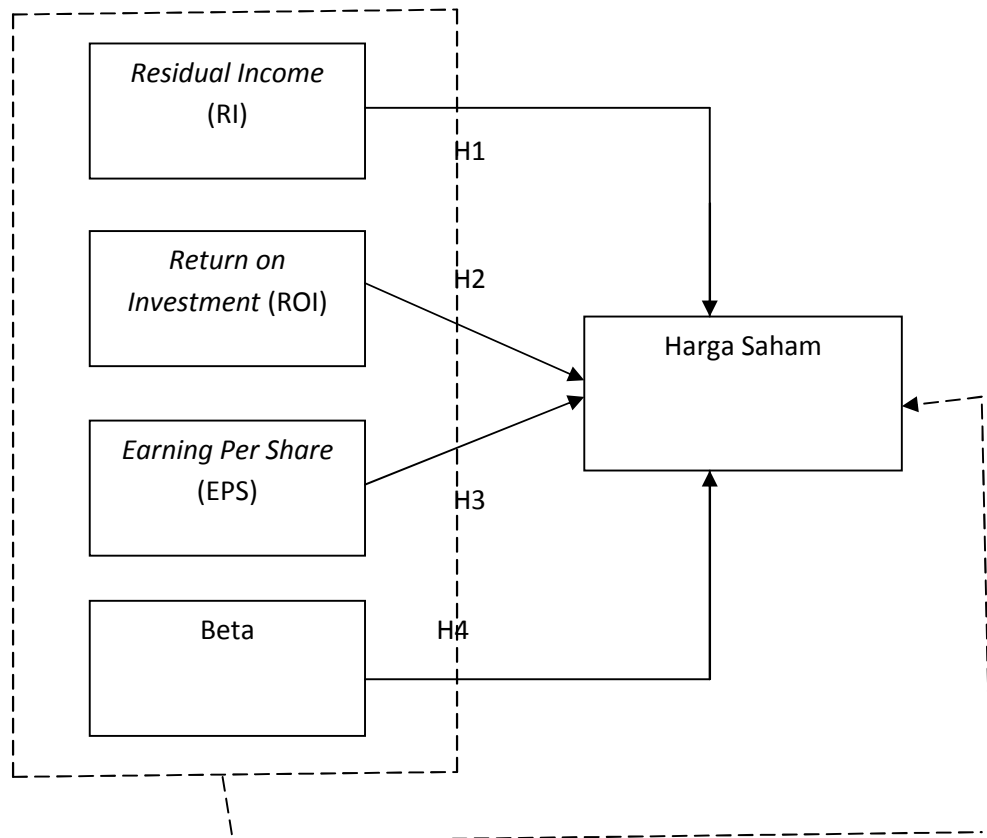 Residual Income
(RI)
H1
Return on
Investment (ROI)
H2
Harga Saham
Earning Per Share
(EPS)
H3
Beta
H4